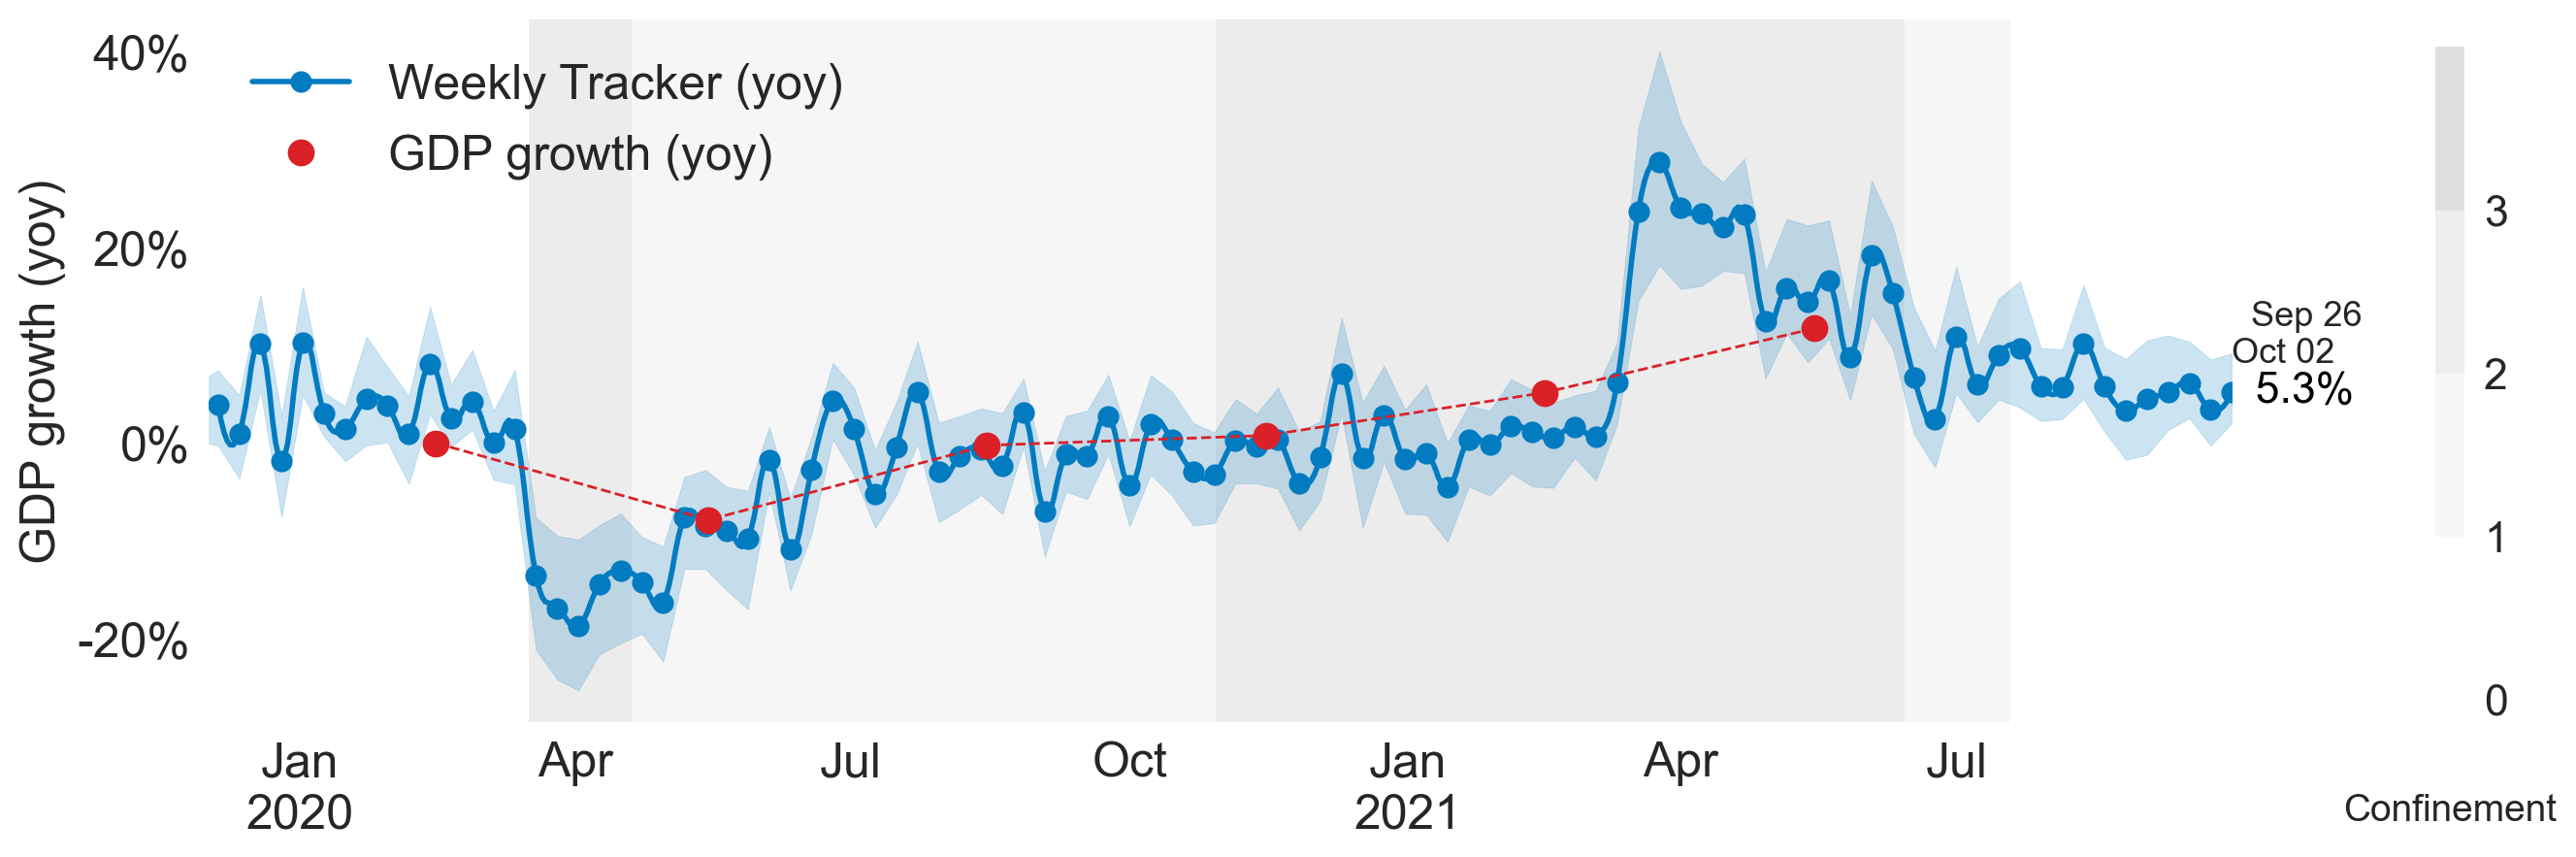 GDP growth (yoy)
40%
20%
0%
-20%
Weekly Tracker (yoy)
GDP growth (yoy)
Sep 26
Oct 02
5.3%
Jan
2020
Apr
Jul
Oct
Jan
2021
Apr
Jul
3
2
1
0
Confinement